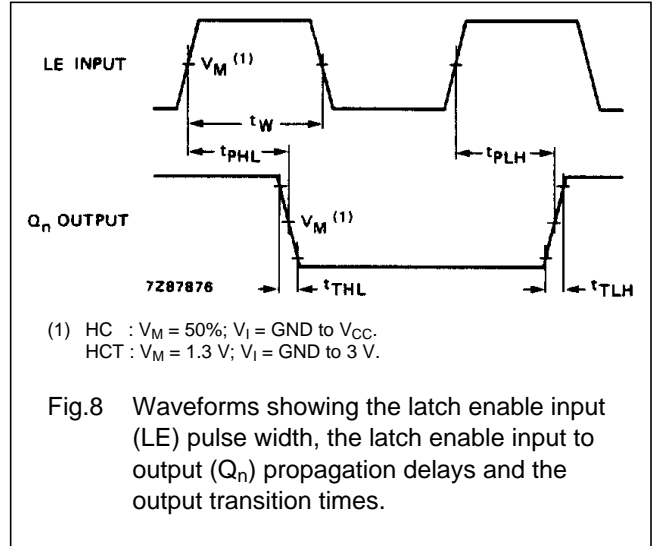 LE INPUT
V_M (1)
t_W
t_PHL
t_PLH
Q_n OUTPUT
V_M (1)
7Z87876
t_THL
t_TLH
(1) HC : V_M = 50%; V_I = GND to V_CC.
HCT : V_M = 1.3 V; V_I = GND to 3 V.
Fig.8 Waveforms showing the latch enable input
(LE) pulse width, the latch enable input to
output (Q_n) propagation delays and the
output transition times.